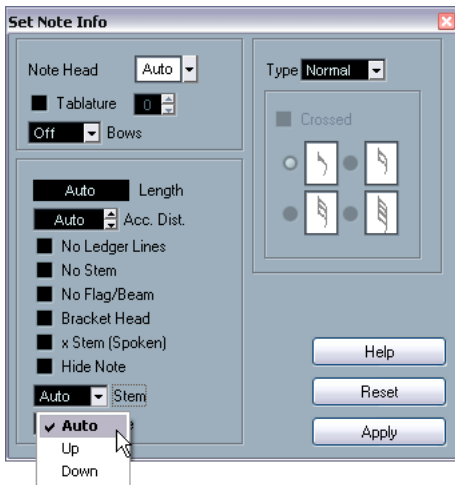 Set Note Info
Note Head Auto
Tablature 0
Off Bows
Auto Length
Auto Acc. Dist.
No Ledger Lines
No Stem
No Flag/Beam
Bracket Head
x Stem (Spoken)
Hide Note
Auto Stem
Auto
Up
Down
Type Normal
Crossed
Help
Reset
Apply